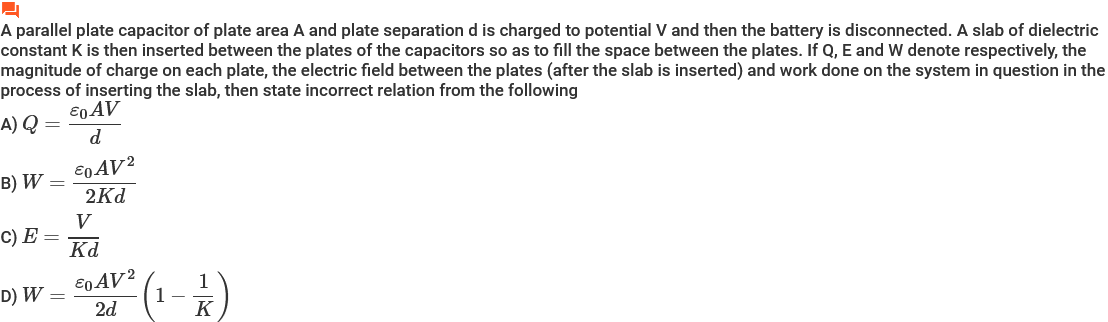 A parallel plate capacitor of plate area A and plate separation d is charged to potential V and then the battery is disconnected. A slab of dielectric
constant K is then inserted between the plates of the capacitors so as to fill the space between the plates. If Q, E and W denote respectively, the
magnitude of charge on each plate, the electric field between the plates (after the slab is inserted) and work done on the system in question in the
process of inserting the slab, then state incorrect relation from the following
A) Q = \frac{ε_0 AV}{d}
B) W = \frac{ε_0 AV^2}{2Kd}
C) E = \frac{V}{Kd}
D) W = \frac{ε_0 AV^2}{2d} \left( 1 - \frac{1}{K} \right)